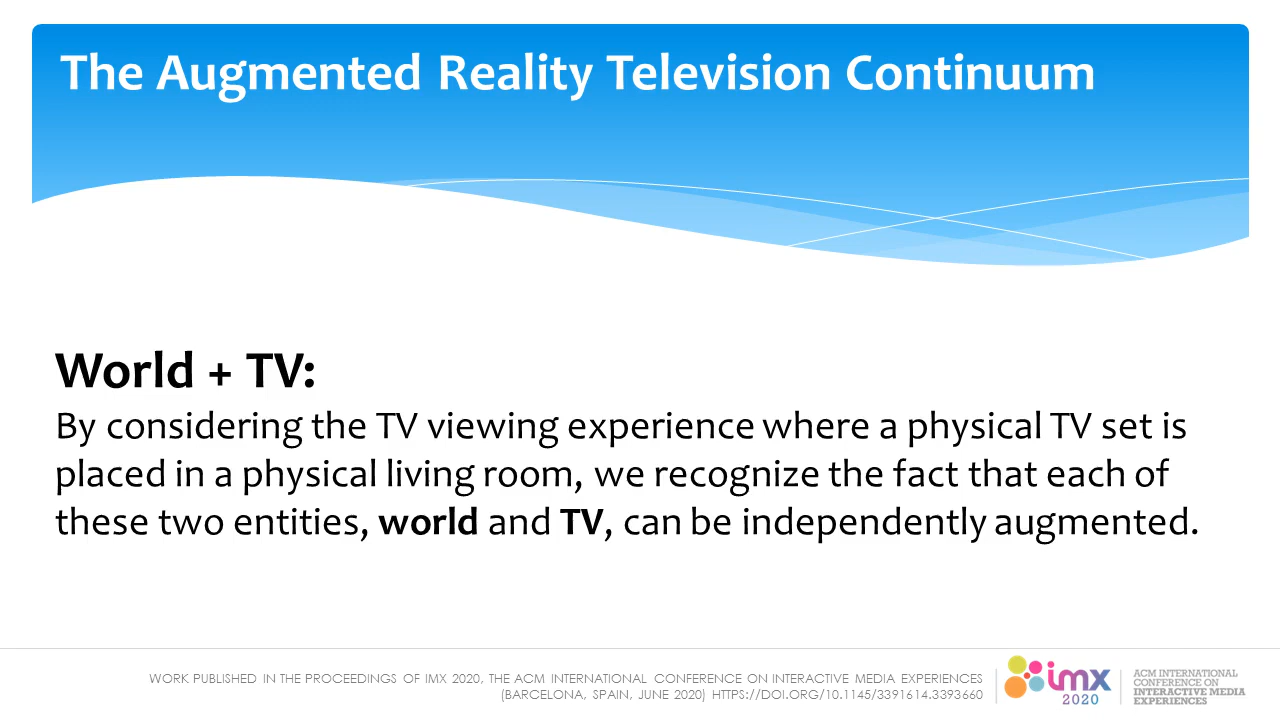 The Augmented Reality Television Continuum
World + TV:
By considering the TV viewing experience where a physical TV set is
placed in a physical living room, we recognize the fact that each of
these two entities, world and TV, can be independently augmented.
WORK PUBLISHED IN THE PROCEEDINGS OF IMX 2020, THE ACM INTERNATIONAL CONFERENCE ON INTERACTIVE MEDIA EXPERIENCES
(BARCELONA, SPAIN, JUNE 2020) HTTPS://DOI.ORG/10.1145/3391614.3393660
imx
2020
ACM INTERNATIONAL
CONFERENCE ON
INTERACTIVE MEDIA
EXPERIENCES